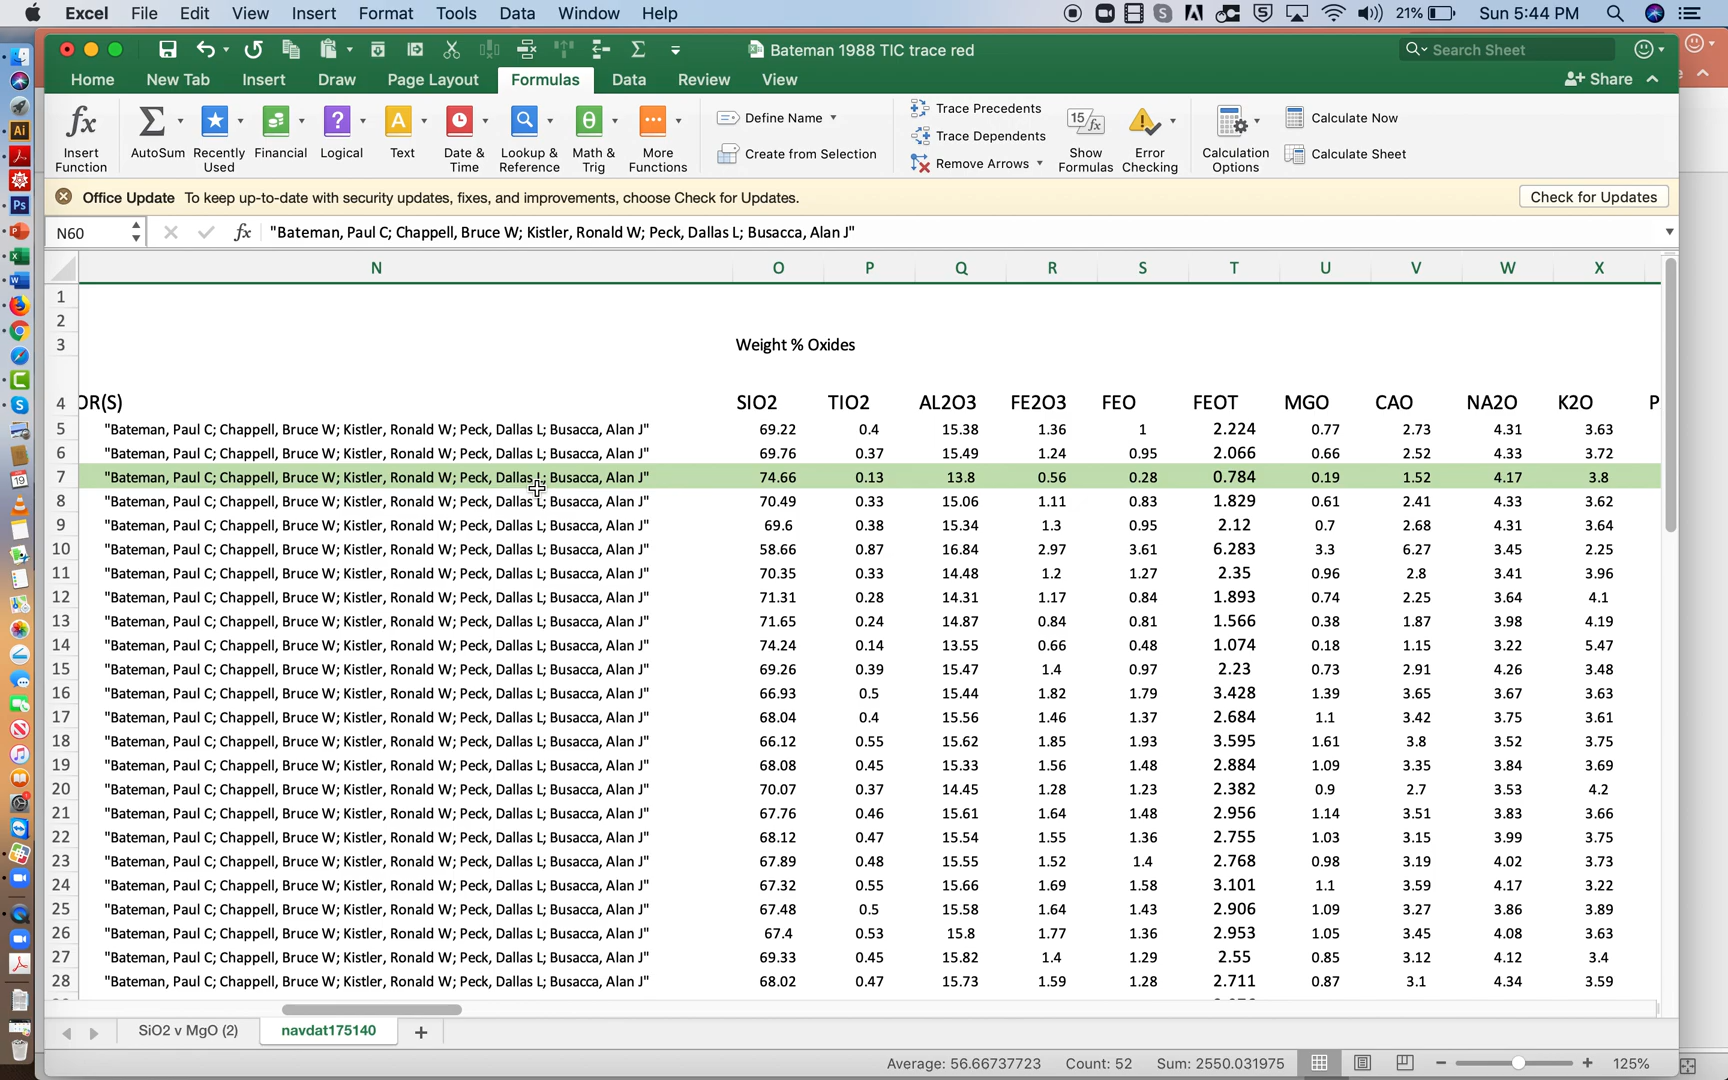 Excel File Edit View Insert Format Tools Data Window Help 21% Sun 5:44 PM
Bateman 1988 TIC trace red Search Sheet
Home New Tab Insert Draw Page Layout Formulas Data Review View Share
Insert Function AutoSum Recently Used Financial Logical Text Date & Time Lookup & Reference Math & Trig More Functions Define Name Create from Selection Trace Precedents Trace Dependents Remove Arrows Show Formulas Error Checking Calculation Options Calculate Now Calculate Sheet
Office Update To keep up-to-date with security updates, fixes, and improvements, choose Check for Updates. Check for Updates
N60 fx "Bateman, Paul C; Chappell, Bruce W; Kistler, Ronald W; Peck, Dallas L; Busacca, Alan J"
N O P Q R S T U V W X
1
2
3 Weight % Oxides
4 OR(S) SIO2 TIO2 AL2O3 FE2O3 FEO FEOT MGO CAO NA2O K2O P
5 "Bateman, Paul C; Chappell, Bruce W; Kistler, Ronald W; Peck, Dallas L; Busacca, Alan J" 69.22 0.4 15.38 1.36 1 2.224 0.77 2.73 4.31 3.63
6 "Bateman, Paul C; Chappell, Bruce W; Kistler, Ronald W; Peck, Dallas L; Busacca, Alan J" 69.76 0.37 15.49 1.24 0.95 2.066 0.66 2.52 4.33 3.72
7 "Bateman, Paul C; Chappell, Bruce W; Kistler, Ronald W; Peck, Dallas L; Busacca, Alan J" 74.66 0.13 13.8 0.56 0.28 0.784 0.19 1.52 4.17 3.8
8 "Bateman, Paul C; Chappell, Bruce W; Kistler, Ronald W; Peck, Dallas L; Busacca, Alan J" 70.49 0.33 15.06 1.11 0.83 1.829 0.61 2.41 4.33 3.62
9 "Bateman, Paul C; Chappell, Bruce W; Kistler, Ronald W; Peck, Dallas L; Busacca, Alan J" 69.6 0.38 15.34 1.3 0.95 2.12 0.7 2.68 4.31 3.64
10 "Bateman, Paul C; Chappell, Bruce W; Kistler, Ronald W; Peck, Dallas L; Busacca, Alan J" 58.66 0.87 16.84 2.97 3.61 6.283 3.3 6.27 3.45 2.25
11 "Bateman, Paul C; Chappell, Bruce W; Kistler, Ronald W; Peck, Dallas L; Busacca, Alan J" 70.35 0.33 14.48 1.2 1.27 2.35 0.96 2.8 3.41 3.96
12 "Bateman, Paul C; Chappell, Bruce W; Kistler, Ronald W; Peck, Dallas L; Busacca, Alan J" 71.31 0.28 14.31 1.17 0.84 1.893 0.74 2.25 3.64 4.1
13 "Bateman, Paul C; Chappell, Bruce W; Kistler, Ronald W; Peck, Dallas L; Busacca, Alan J" 71.65 0.24 14.87 0.84 0.81 1.566 0.38 1.87 3.98 4.19
14 "Bateman, Paul C; Chappell, Bruce W; Kistler, Ronald W; Peck, Dallas L; Busacca, Alan J" 74.24 0.14 13.55 0.66 0.48 1.074 0.18 1.15 3.22 5.47
15 "Bateman, Paul C; Chappell, Bruce W; Kistler, Ronald W; Peck, Dallas L; Busacca, Alan J" 69.26 0.39 15.47 1.4 0.97 2.23 0.73 2.91 4.26 3.48
16 "Bateman, Paul C; Chappell, Bruce W; Kistler, Ronald W; Peck, Dallas L; Busacca, Alan J" 66.93 0.5 15.44 1.82 1.79 3.428 1.39 3.65 3.67 3.63
17 "Bateman, Paul C; Chappell, Bruce W; Kistler, Ronald W; Peck, Dallas L; Busacca, Alan J" 68.04 0.4 15.56 1.46 1.37 2.684 1.1 3.42 3.75 3.61
18 "Bateman, Paul C; Chappell, Bruce W; Kistler, Ronald W; Peck, Dallas L; Busacca, Alan J" 66.12 0.55 15.62 1.85 1.93 3.595 1.61 3.8 3.52 3.75
19 "Bateman, Paul C; Chappell, Bruce W; Kistler, Ronald W; Peck, Dallas L; Busacca, Alan J" 68.08 0.45 15.33 1.56 1.48 2.884 1.09 3.35 3.84 3.69
20 "Bateman, Paul C; Chappell, Bruce W; Kistler, Ronald W; Peck, Dallas L; Busacca, Alan J" 70.07 0.37 14.45 1.28 1.23 2.382 0.9 2.7 3.53 4.2
21 "Bateman, Paul C; Chappell, Bruce W; Kistler, Ronald W; Peck, Dallas L; Busacca, Alan J" 67.76 0.46 15.61 1.64 1.48 2.956 1.14 3.51 3.83 3.66
22 "Bateman, Paul C; Chappell, Bruce W; Kistler, Ronald W; Peck, Dallas L; Busacca, Alan J" 68.12 0.47 15.54 1.55 1.36 2.755 1.03 3.15 3.99 3.75
23 "Bateman, Paul C; Chappell, Bruce W; Kistler, Ronald W; Peck, Dallas L; Busacca, Alan J" 67.89 0.48 15.55 1.52 1.4 2.768 0.98 3.19 4.02 3.73
24 "Bateman, Paul C; Chappell, Bruce W; Kistler, Ronald W; Peck, Dallas L; Busacca, Alan J" 67.32 0.55 15.66 1.69 1.58 3.101 1.1 3.59 4.17 3.22
25 "Bateman, Paul C; Chappell, Bruce W; Kistler, Ronald W; Peck, Dallas L; Busacca, Alan J" 67.48 0.5 15.58 1.64 1.43 2.906 1.09 3.27 3.86 3.89
26 "Bateman, Paul C; Chappell, Bruce W; Kistler, Ronald W; Peck, Dallas L; Busacca, Alan J" 67.4 0.53 15.8 1.77 1.36 2.953 1.05 3.45 4.08 3.63
27 "Bateman, Paul C; Chappell, Bruce W; Kistler, Ronald W; Peck, Dallas L; Busacca, Alan J" 69.33 0.45 15.82 1.4 1.29 2.55 0.85 3.12 4.12 3.4
28 "Bateman, Paul C; Chappell, Bruce W; Kistler, Ronald W; Peck, Dallas L; Busacca, Alan J" 68.02 0.47 15.73 1.59 1.28 2.711 0.87 3.1 4.34 3.59
SiO2 v MgO (2) navdat175140
Average: 56.66737723 Count: 52 Sum: 2550.031975 125%